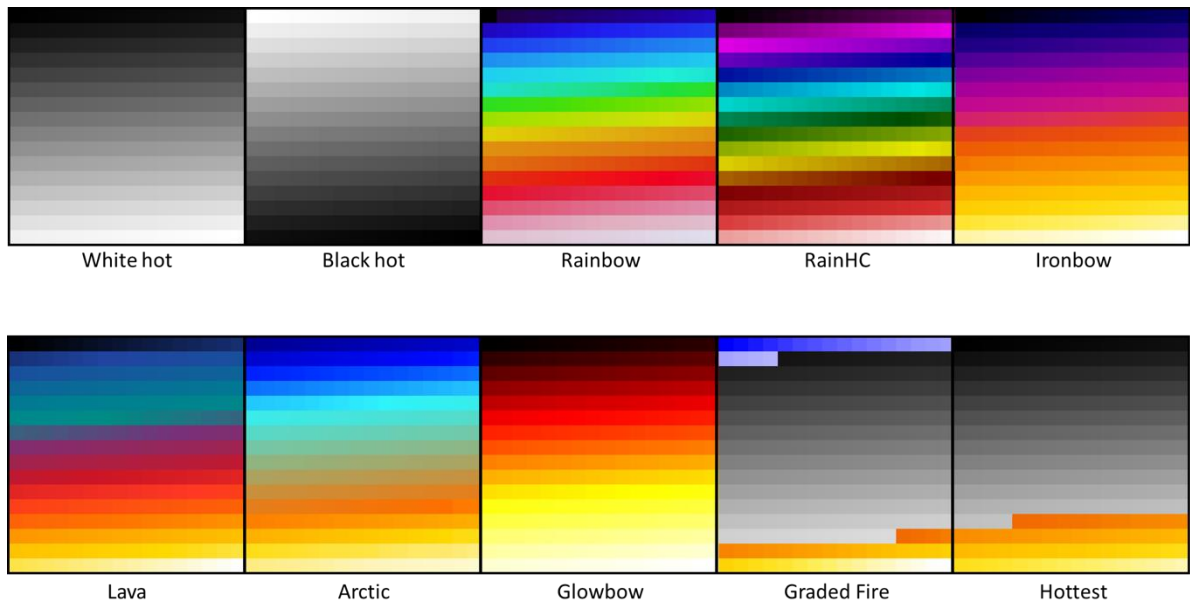 White hot
Black hot
Rainbow
RainHC
Ironbow
Lava
Arctic
Glowbow
Graded Fire
Hottest